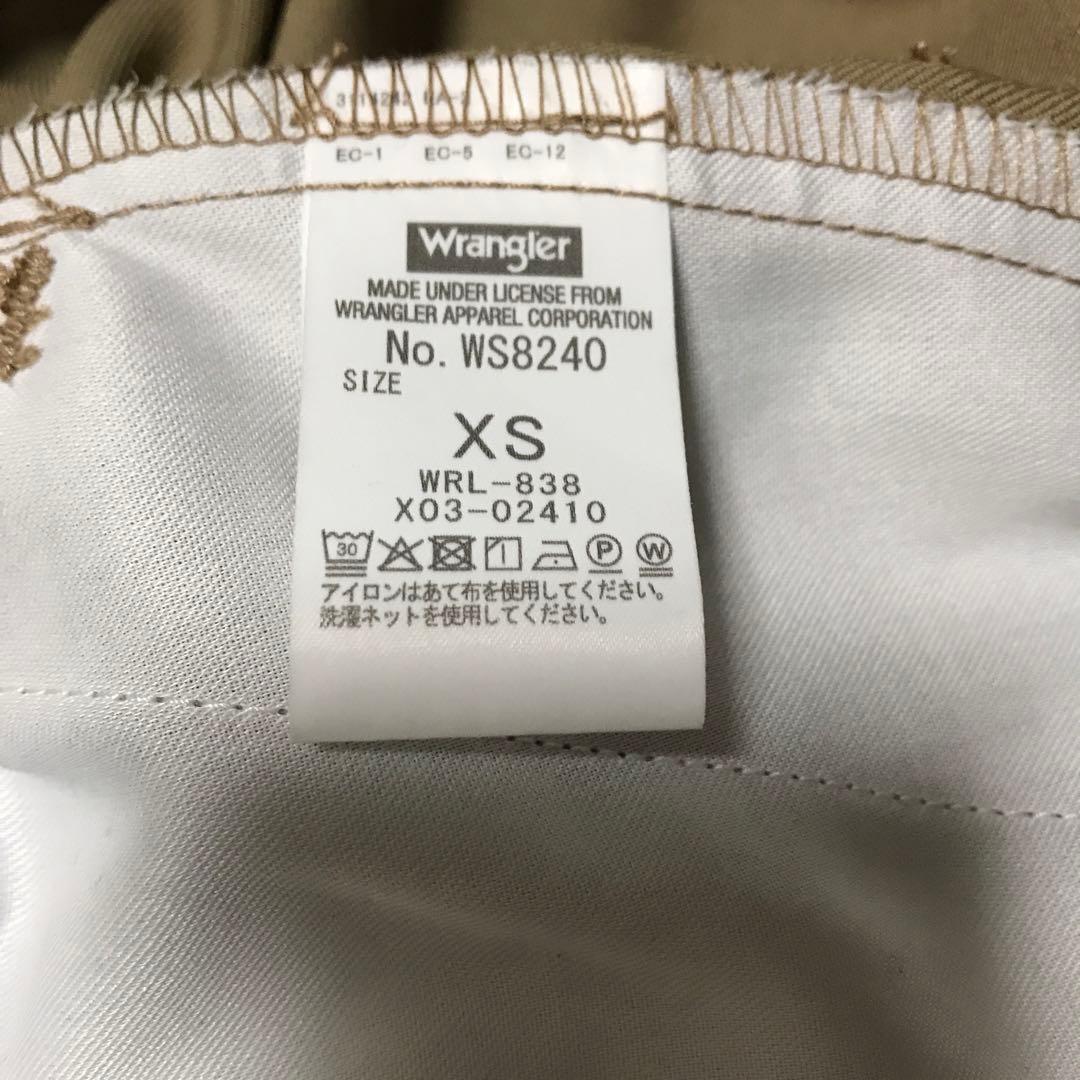 EC-1 EC-5 EC-12
Wrangler
MADE UNDER LICENSE FROM
WRANGLER APPAREL CORPORATION
No. WS8240
SIZE
XS
WRL-838
X03-02410
30 P W
アイロンはあて布を使用してください。
洗濯ネットを使用してください。